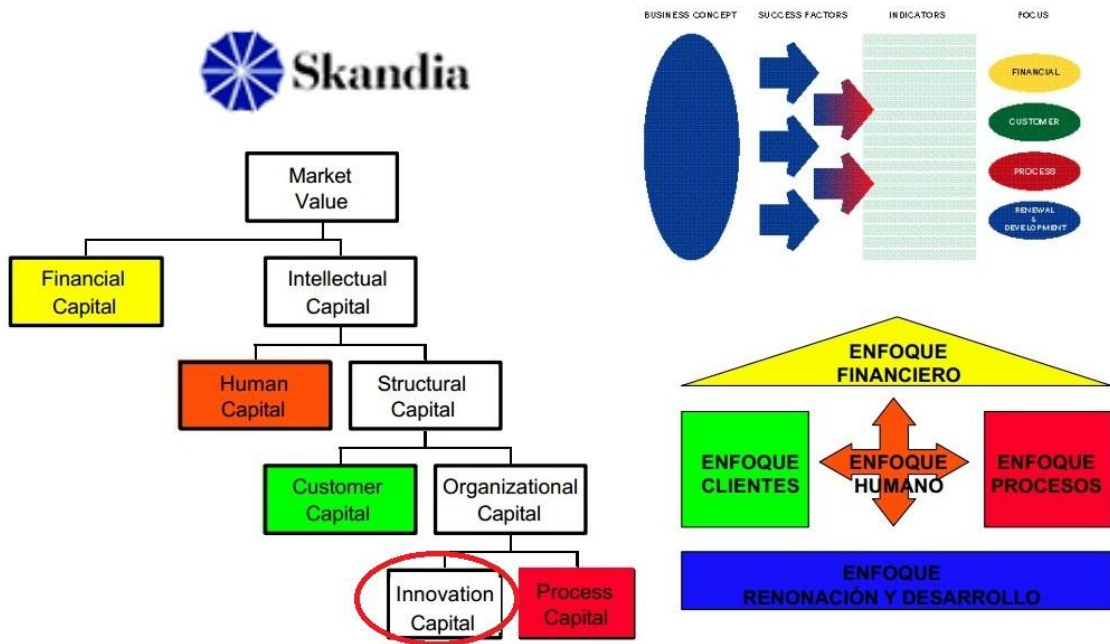 Skandia
Market
Value
Financial
Capital
Intellectual
Capital
Human
Capital
Structural
Capital
Customer
Capital
Organizational
Capital
Innovation
Capital
Process
Capital
BUSINESS CONCEPT
SUCCESS FACTORS
INDICATORS
FOCUS
FINANCIAL
CUSTOMER
PROCESS
RENEWAL
&
DEVELOPMENT
ENFOQUE
FINANCIERO
ENFOQUE
CLIENTES
ENFOQUE
HUMANO
ENFOQUE
PROCESOS
ENFOQUE
RENONACIÓN Y DESARROLLO